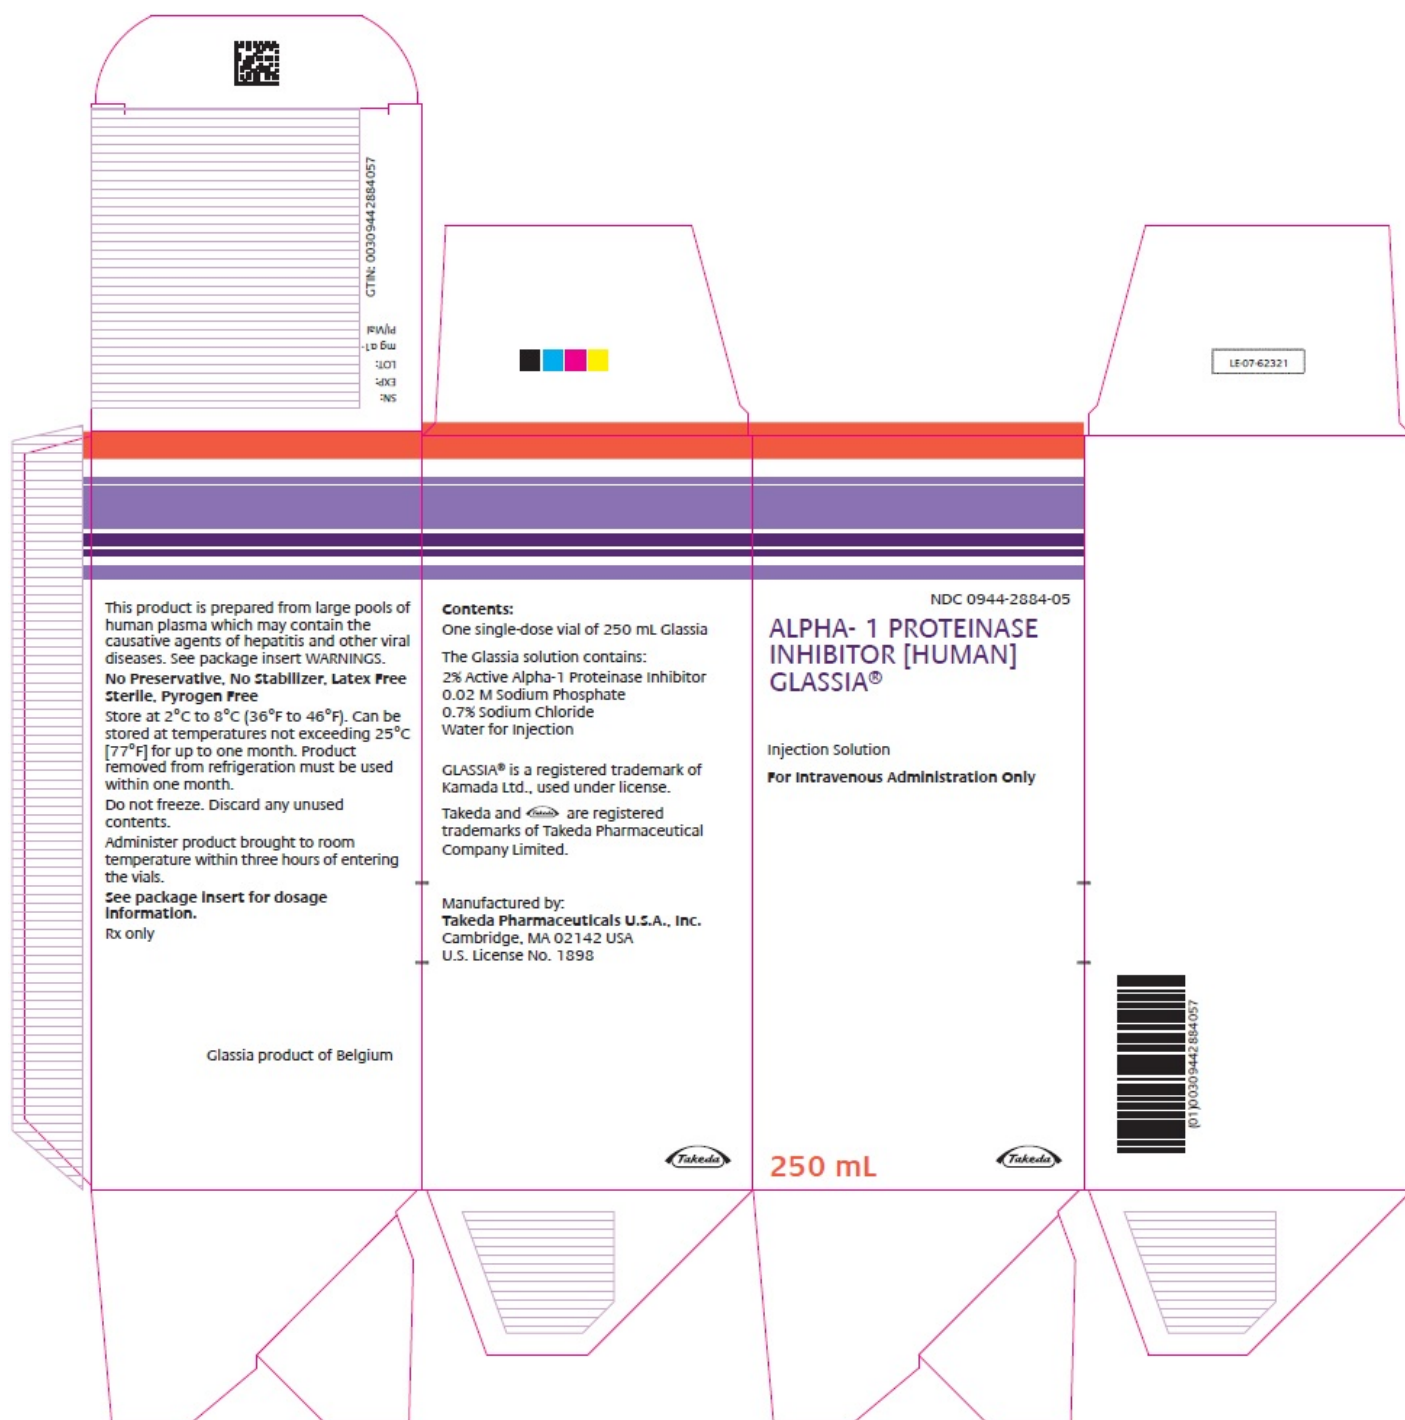 GTIN: 00309442884057
PI/Vial
mg α1-
LOT:
EXP:
SN:
LE-07-62321
This product is prepared from large pools of
human plasma which may contain the
causative agents of hepatitis and other viral
diseases. See package insert WARNINGS.
No Preservative, No Stabilizer, Latex Free
Sterile, Pyrogen Free
Store at 2°C to 8°C (36°F to 46°F). Can be
stored at temperatures not exceeding 25°C
[77°F] for up to one month. Product
removed from refrigeration must be used
within one month.
Do not freeze. Discard any unused
contents.
Administer product brought to room
temperature within three hours of entering
the vials.
See package insert for dosage
information.
Rx only
Glassia product of Belgium
Contents:
One single-dose vial of 250 mL Glassia
The Glassia solution contains:
2% Active Alpha-1 Proteinase Inhibitor
0.02 M Sodium Phosphate
0.7% Sodium Chloride
Water for Injection
GLASSIA® is a registered trademark of
Kamada Ltd., used under license.
Takeda and Takeda are registered
trademarks of Takeda Pharmaceutical
Company Limited.
Manufactured by:
Takeda Pharmaceuticals U.S.A., Inc.
Cambridge, MA 02142 USA
U.S. License No. 1898
Takeda
NDC 0944-2884-05
ALPHA- 1 PROTEINASE
INHIBITOR [HUMAN]
GLASSIA®
Injection Solution
For Intravenous Administration Only
250 mL
Takeda
(01)00309442884057